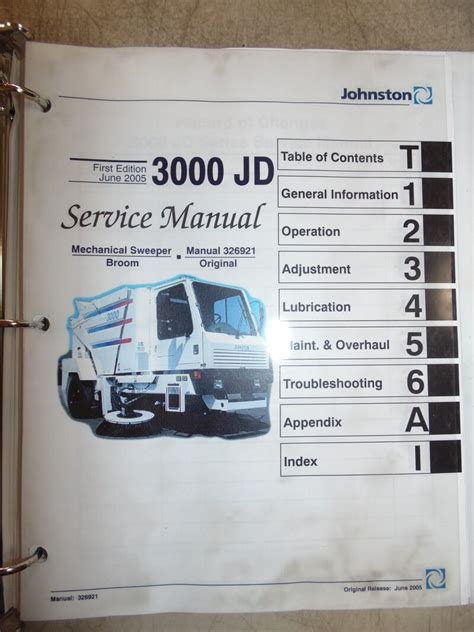 Johnston
First Edition
June 2005
3000 JD
Service Manual
Mechanical Sweeper
Broom
Manual 326921
Original
3000
Table of Contents T
General Information 1
Operation 2
Adjustment 3
Lubrication 4
Maint. & Overhaul 5
Troubleshooting 6
Appendix A
Index I
Manual: 326921
Original Release: June 2005